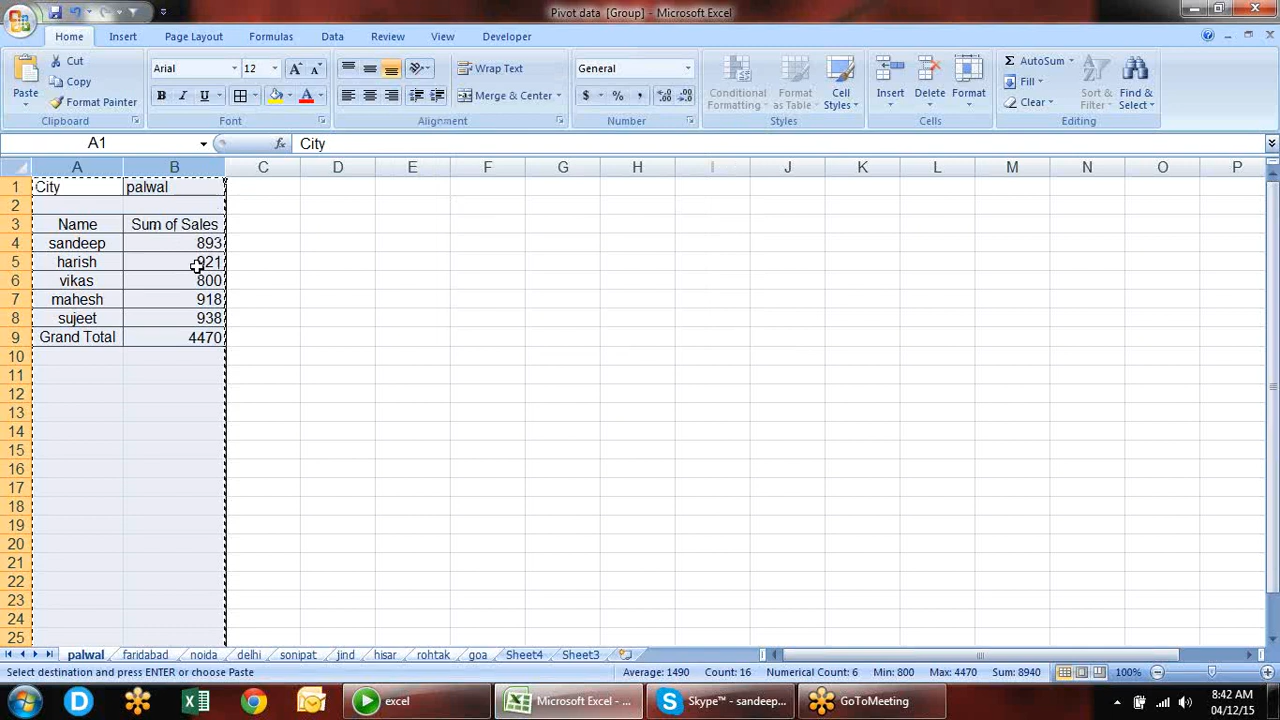 Pivot data [Group] - Microsoft Excel
Home Insert Page Layout Formulas Data Review View Developer
Paste Cut Copy Format Painter
Arial 12
Wrap Text
Merge & Center
General
Conditional Formatting Format as Table Cell Styles
Insert Delete Format
AutoSum Fill Clear
Sort & Filter Find & Select
Clipboard Font Alignment Number Styles Cells Editing
A1 fx City
A B C D E F G H I J K L M N O P
1 City palwal
2
3 Name Sum of Sales
4 sandeep 893
5 harish 921
6 vikas 800
7 mahesh 918
8 sujeet 938
9 Grand Total 4470
10
11
12
13
14
15
16
17
18
19
20
21
22
23
24
25
palwal faridabad noida delhi sonipat jind hisar rohtak goa Sheet4 Sheet3
Select destination and press ENTER or choose Paste Average: 1490 Count: 16 Numerical Count: 6 Min: 800 Max: 4470 Sum: 8940 100%
excel Microsoft Excel - ... Skype™ - sandeep... GoToMeeting 8:42 AM
04/12/15